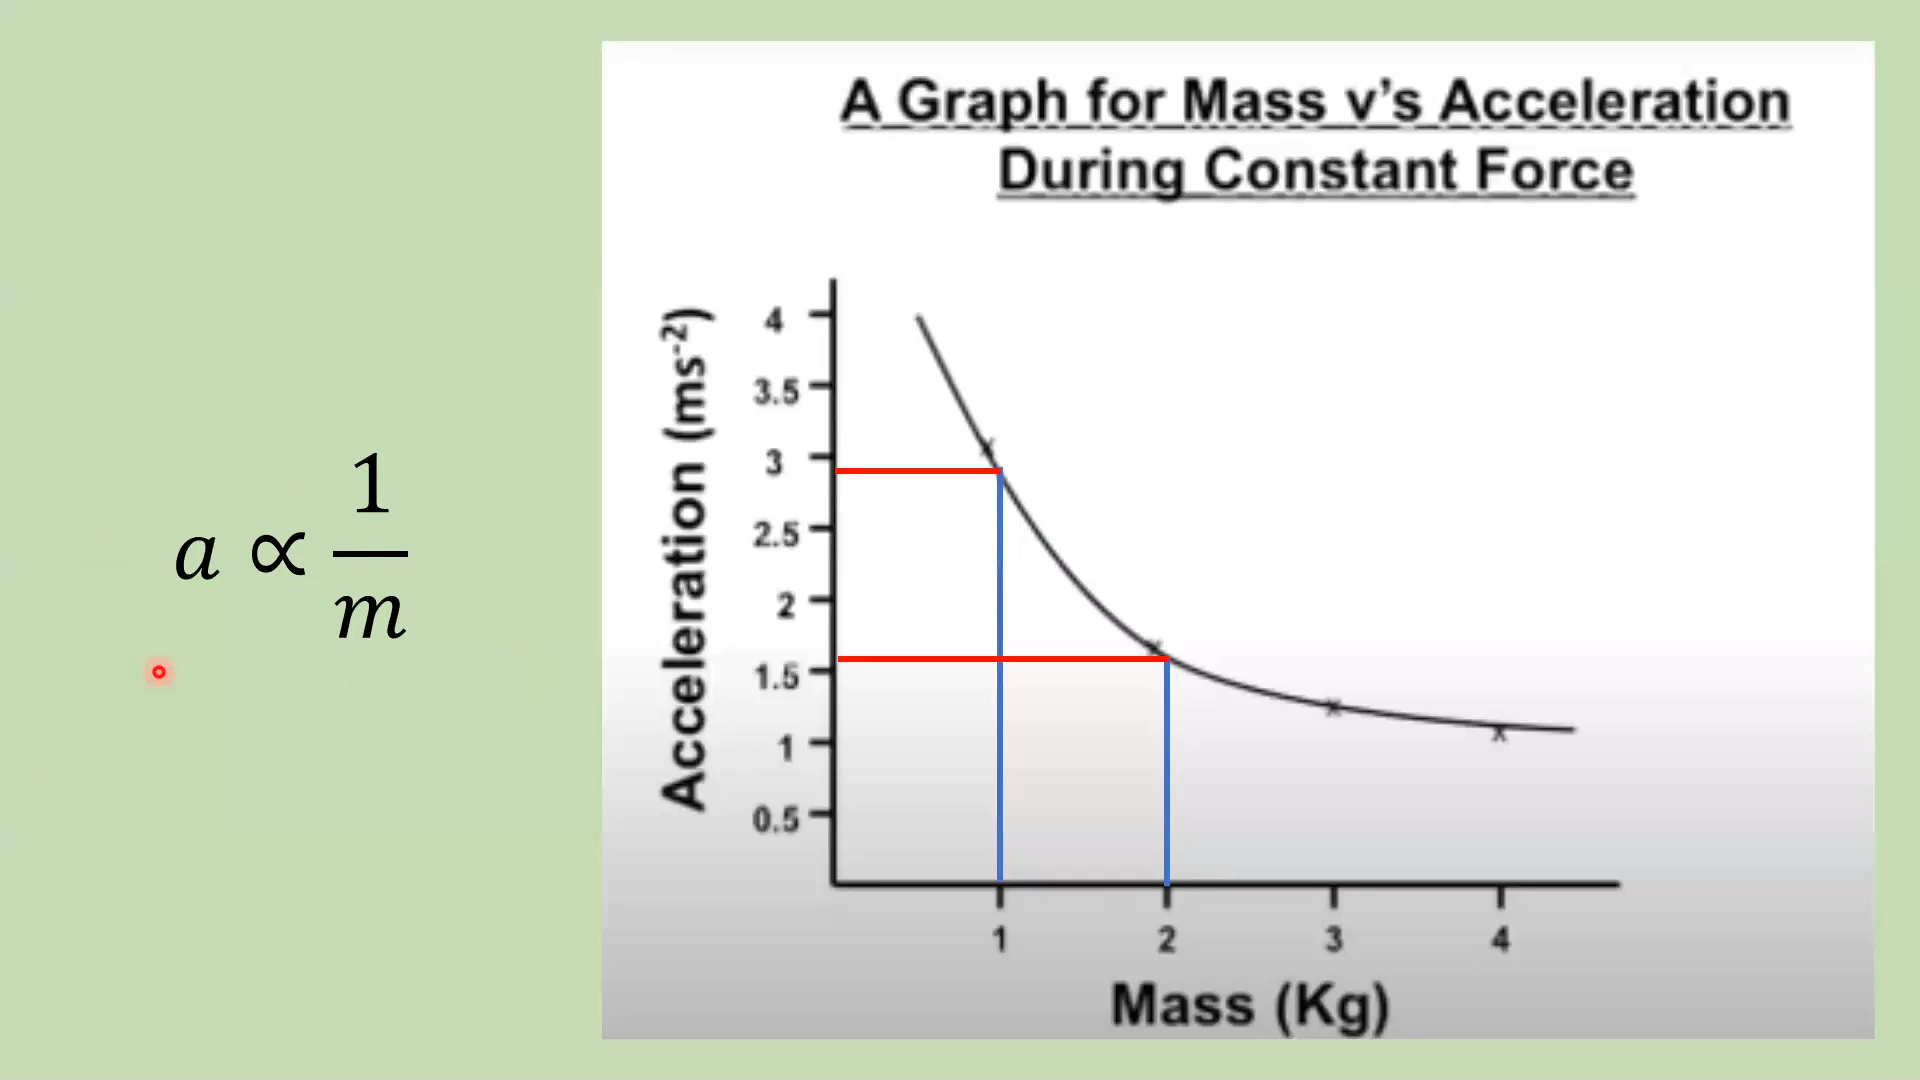 A Graph for Mass v's Acceleration
During Constant Force
a ∝ 1/m
Acceleration (ms⁻²)
4
3.5
3
2.5
2
1.5
1
0.5
1 2 3 4
Mass (Kg)